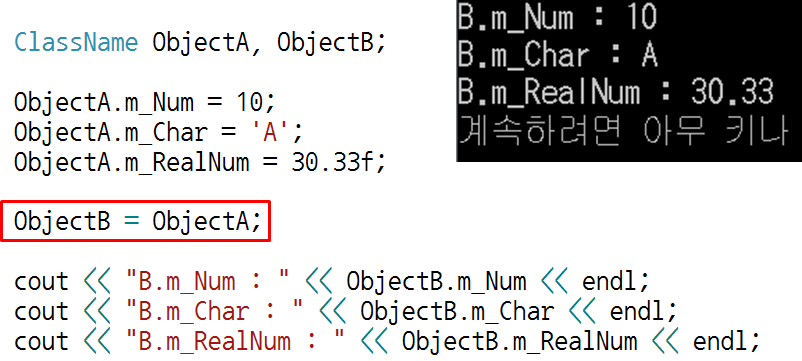 ClassName ObjectA, ObjectB;
ObjectA.m_Num = 10;
ObjectA.m_Char = 'A';
ObjectA.m_RealNum = 30.33f;
ObjectB = ObjectA;
cout << "B.m_Num : " << ObjectB.m_Num << endl;
cout << "B.m_Char : " << ObjectB.m_Char << endl;
cout << "B.m_RealNum : " << ObjectB.m_RealNum << endl;
B.m_Num : 10
B.m_Char : A
B.m_RealNum : 30.33
계속하려면 아무 키나